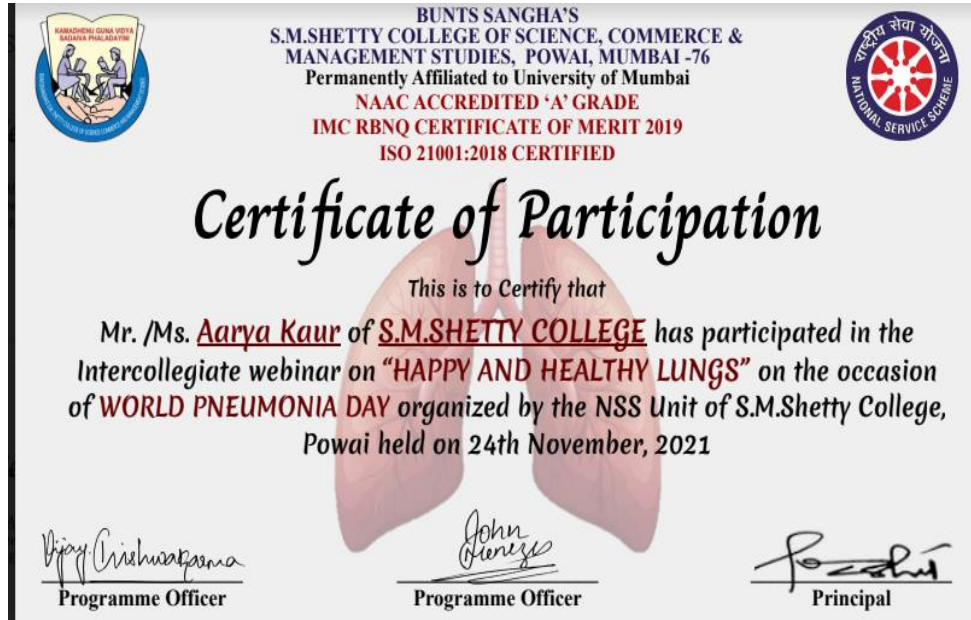 KAMADHENU GUNA VIDYA
SADAIVA PHALADAYINI
BUNTS SANGHA'S
S.M.SHETTY COLLEGE OF SCIENCE, COMMERCE &
MANAGEMENT STUDIES, POWAI, MUMBAI -76
Permanently Affiliated to University of Mumbai
NAAC ACCREDITED 'A' GRADE
IMC RBNQ CERTIFICATE OF MERIT 2019
ISO 21001:2018 CERTIFIED
राष्ट्रीय सेवा योजना
NATIONAL SERVICE SCHEME
Certificate of Participation
This is to Certify that
Mr. /Ms. Aarya Kaur of S.M.SHETTY COLLEGE has participated in the
Intercollegiate webinar on “HAPPY AND HEALTHY LUNGS” on the occasion
of WORLD PNEUMONIA DAY organized by the NSS Unit of S.M.Shetty College,
Powai held on 24th November, 2021
Vijay
John
Programme Officer Programme Officer Principal